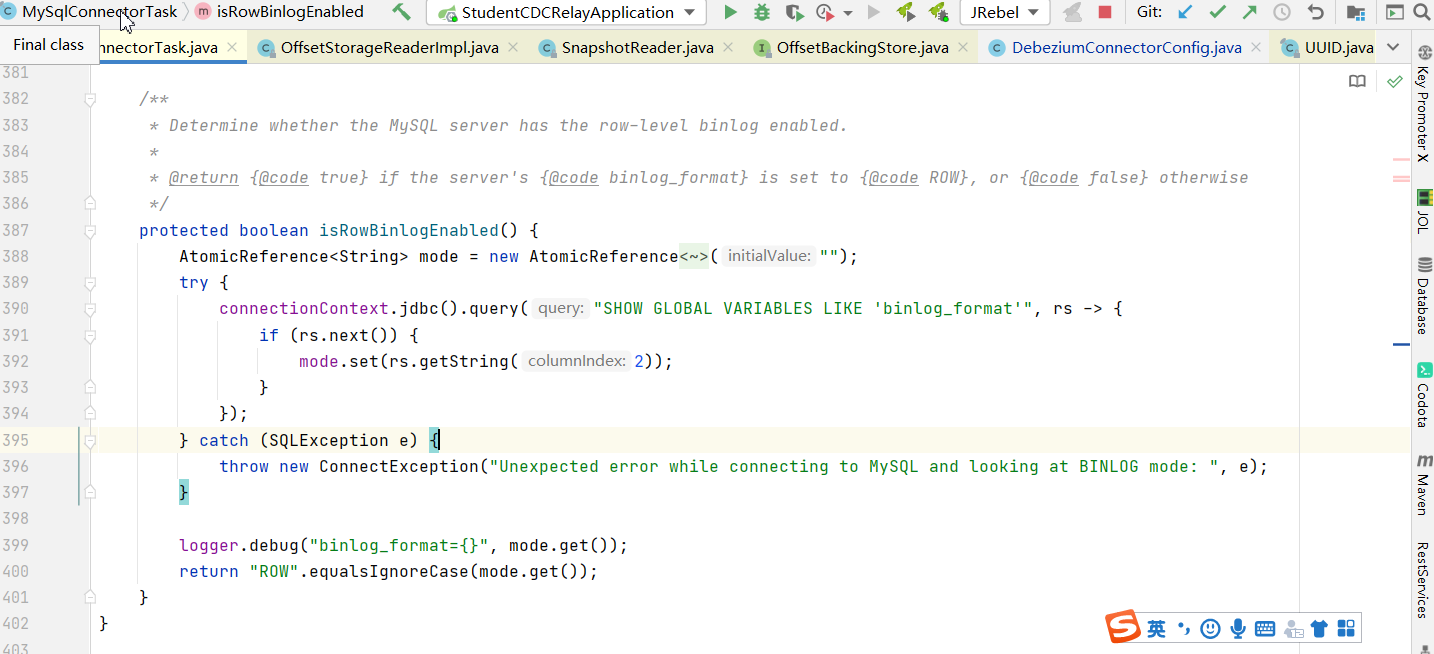 MySqlConnectorTask isRowBinlogEnabled StudentCDCRelayApplication JRebel Git:
Final class
nnectorTask.java OffsetStorageReaderImpl.java SnapshotReader.java OffsetBackingStore.java DebeziumConnectorConfig.java UUID.java
381
382 /**
383 * Determine whether the MySQL server has the row-level binlog enabled.
384 *
385 * @return {@code true} if the server's {@code binlog_format} is set to {@code ROW}, or {@code false} otherwise
386 */
387 protected boolean isRowBinlogEnabled() {
388 AtomicReference<String> mode = new AtomicReference<~>( initialValue: "");
389 try {
390 connectionContext.jdbc().query( query: "SHOW GLOBAL VARIABLES LIKE 'binlog_format'", rs -> {
391 if (rs.next()) {
392 mode.set(rs.getString( columnIndex: 2));
393 }
394 });
395 } catch (SQLException e) {
396 throw new ConnectException("Unexpected error while connecting to MySQL and looking at BINLOG mode: ", e);
397 }
398
399 logger.debug("binlog_format={}", mode.get());
400 return "ROW".equalsIgnoreCase(mode.get());
401 }
402 }
403
Key Promoter X
JOL
Database
Codota
Maven
RestServices
英